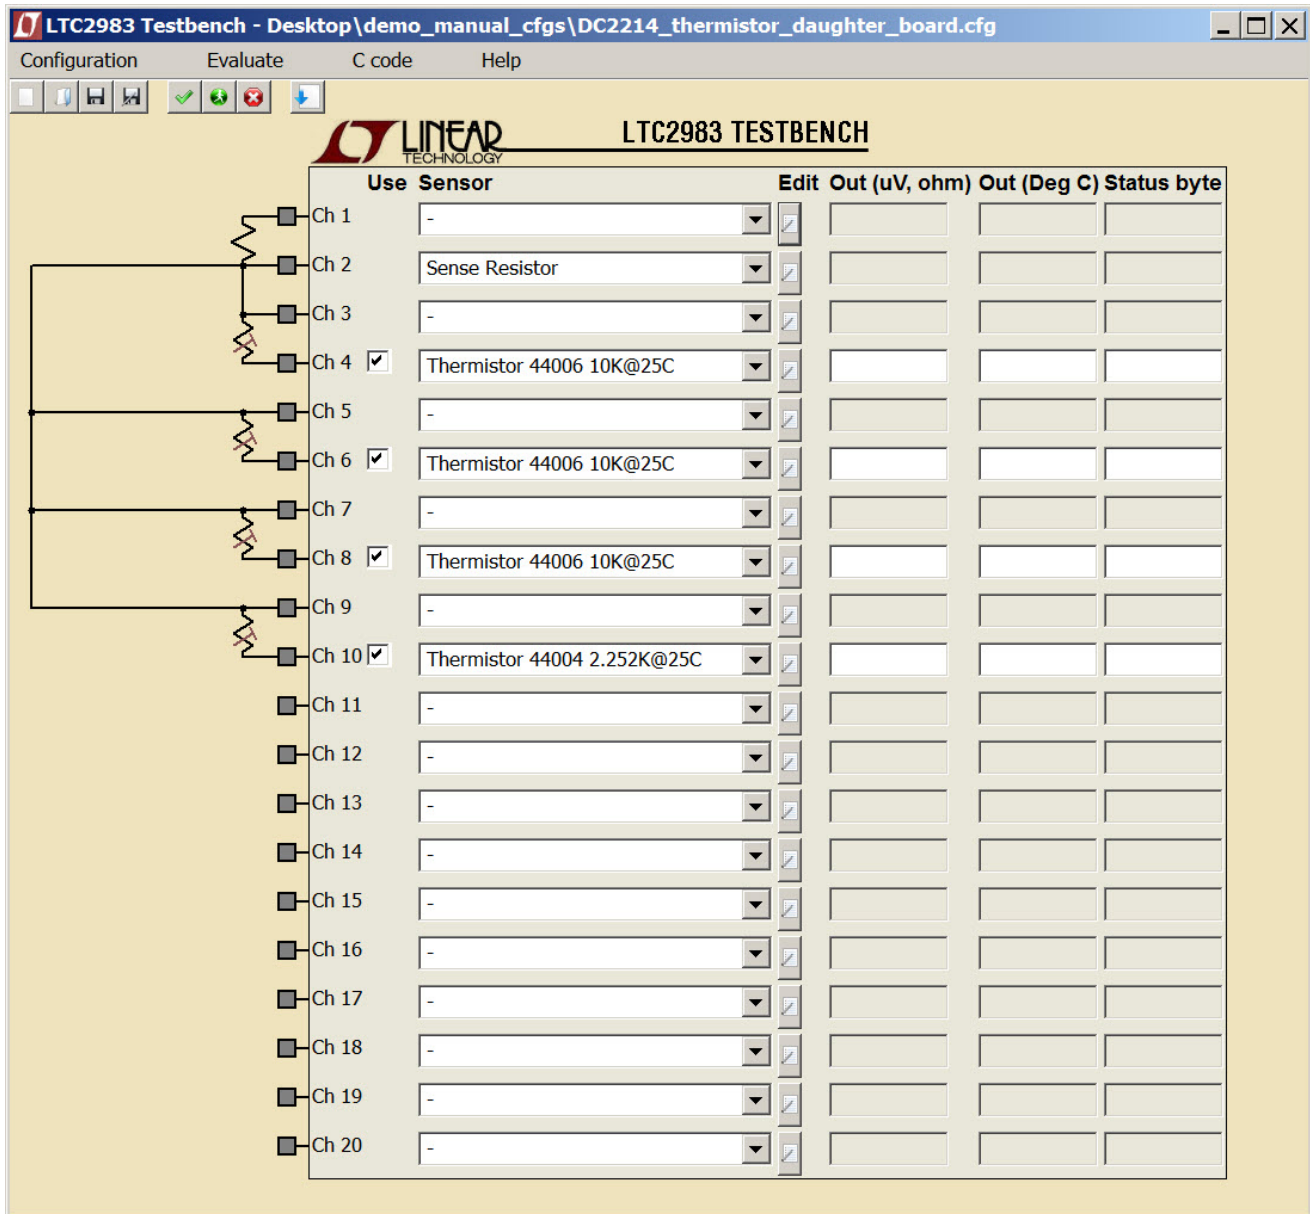 LTC2983 Testbench - Desktop\demo_manual_cfgs\DC2214_thermistor_daughter_board.cfg
Configuration Evaluate C code Help
LINEAR TECHNOLOGY LTC2983 TESTBENCH
Use Sensor Edit Out (uV, ohm) Out (Deg C) Status byte
Ch 1 -
Ch 2 Sense Resistor
Ch 3 -
Ch 4 Thermistor 44006 10K@25C
Ch 5 -
Ch 6 Thermistor 44006 10K@25C
Ch 7 -
Ch 8 Thermistor 44006 10K@25C
Ch 9 -
Ch 10 Thermistor 44004 2.252K@25C
Ch 11 -
Ch 12 -
Ch 13 -
Ch 14 -
Ch 15 -
Ch 16 -
Ch 17 -
Ch 18 -
Ch 19 -
Ch 20 -